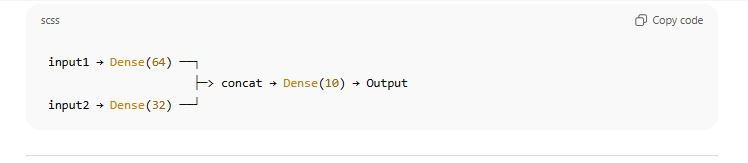 scss
Copy code
input1 → Dense(64) ──┐
├─> concat → Dense(10) → Output
input2 → Dense(32) ──┘